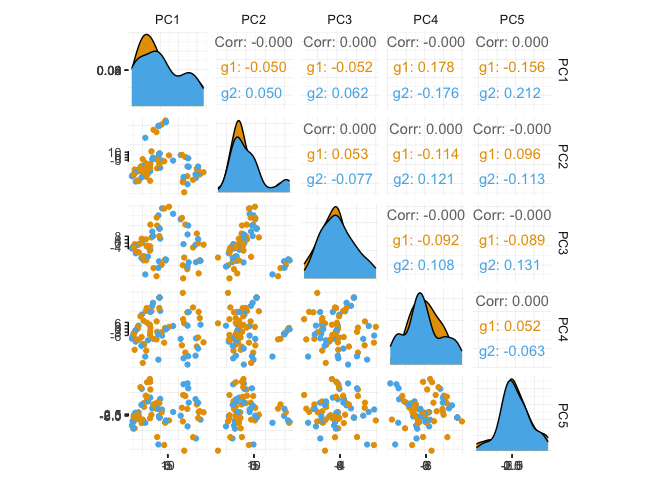 PC1 PC2 PC3 PC4 PC5
Corr: -0.000 Corr: 0.000 Corr: -0.000 Corr: 0.000
g1: -0.050 g1: -0.052 g1: 0.178 g1: -0.156
g2: 0.050 g2: 0.062 g2: -0.176 g2: 0.212
PC1
Corr: 0.000 Corr: 0.000 Corr: -0.000
g1: 0.053 g1: -0.114 g1: 0.096
g2: -0.077 g2: 0.121 g2: -0.113
PC2
Corr: -0.000 Corr: -0.000
g1: -0.092 g1: -0.089
g2: 0.108 g2: 0.131
PC3
Corr: 0.000
g1: 0.052
g2: -0.063
PC4
PC5